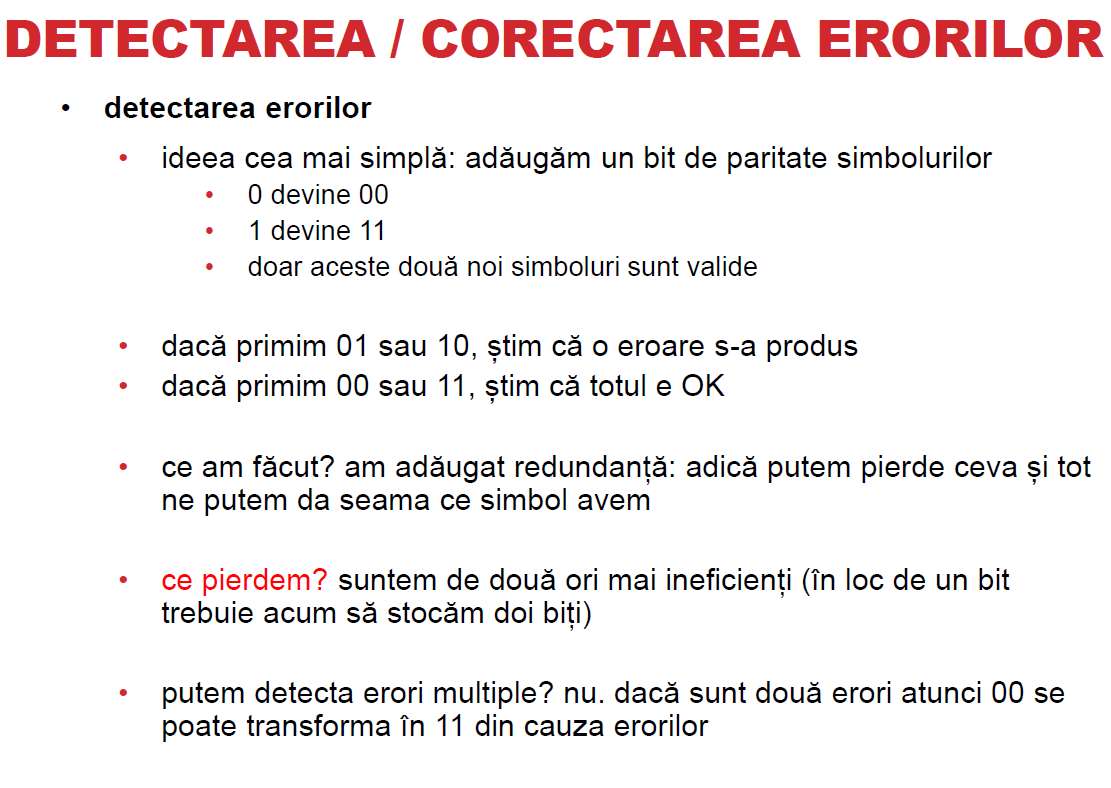 DETECTAREA / CORECTAREA ERORILOR
• detectarea erorilor
• ideea cea mai simplă: adăugăm un bit de paritate simbolurilor
• 0 devine 00
• 1 devine 11
• doar aceste două noi simboluri sunt valide
• dacă primim 01 sau 10, știm că o eroare s-a produs
• dacă primim 00 sau 11, știm că totul e OK
• ce am făcut? am adăugat redundanță: adică putem pierde ceva și tot
ne putem da seama ce simbol avem
• ce pierdem? suntem de două ori mai ineficienți (în loc de un bit
trebuie acum să stocăm doi biți)
• putem detecta erori multiple? nu. dacă sunt două erori atunci 00 se
poate transforma în 11 din cauza erorilor